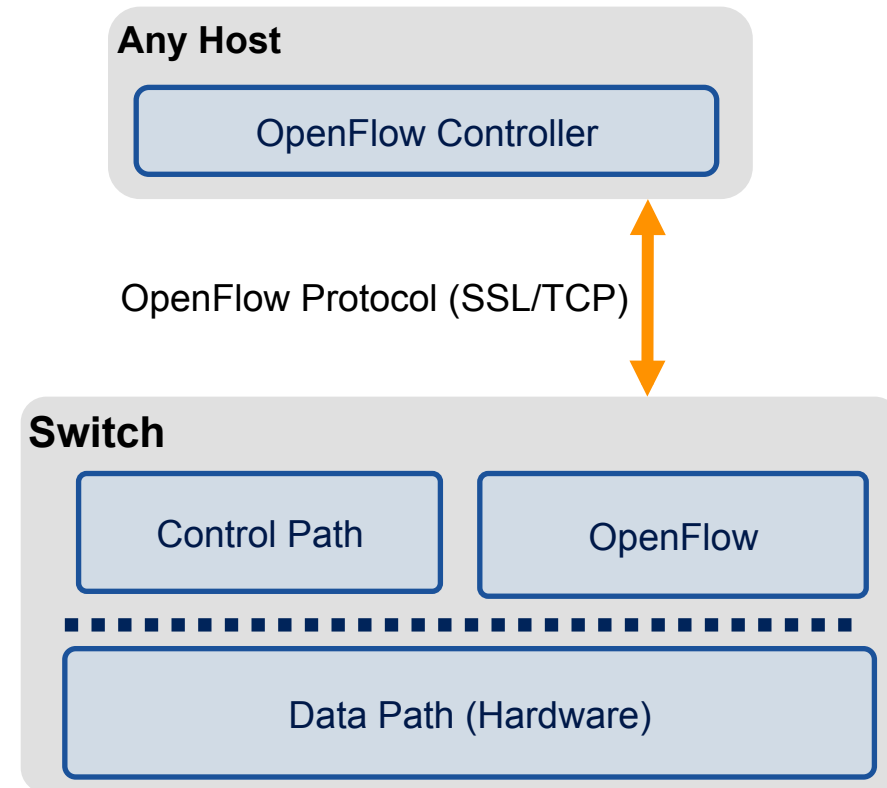 Any Host
OpenFlow Controller
OpenFlow Protocol (SSL/TCP)
Switch
Control Path
OpenFlow
Data Path (Hardware)